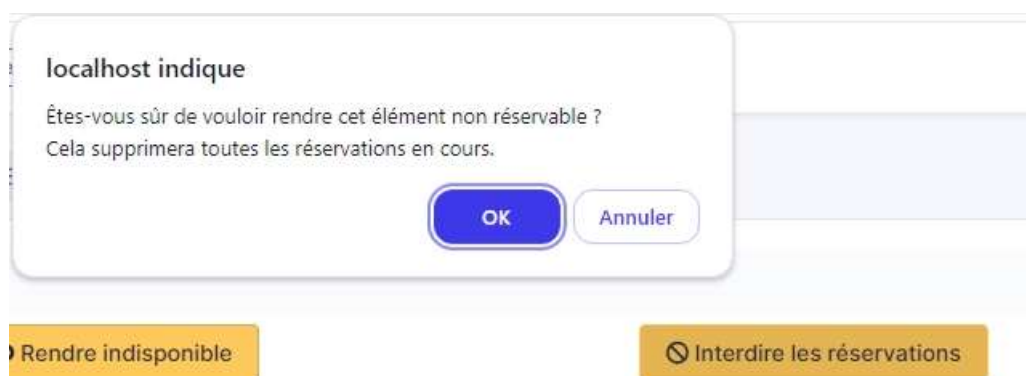 localhost indique
Êtes-vous sûr de vouloir rendre cet élément non réservable ?
Cela supprimera toutes les réservations en cours.
OK
Annuler
Rendre indisponible
Interdire les réservations